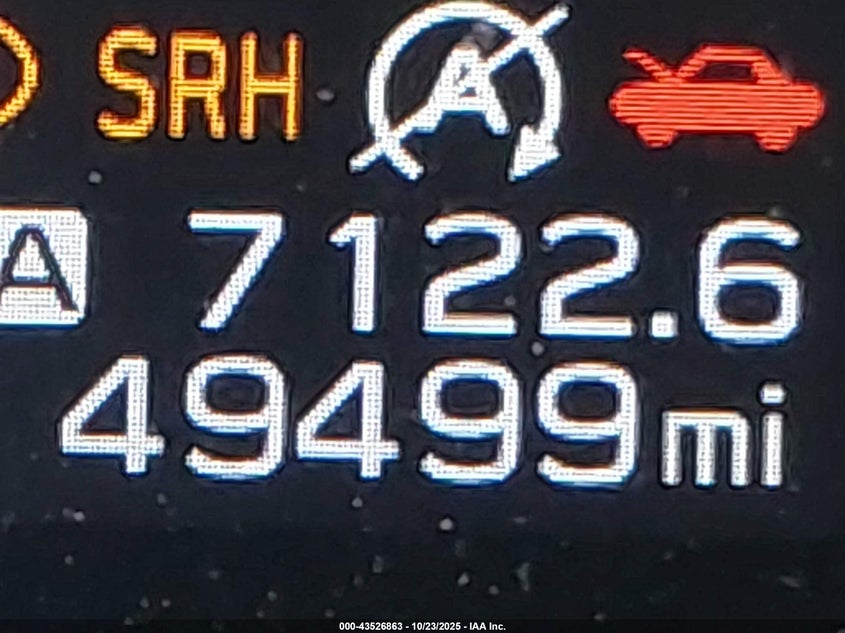 SRH A
A 7122.6
49499mi
000-43526863 - 10/23/2025 - IAA Inc.